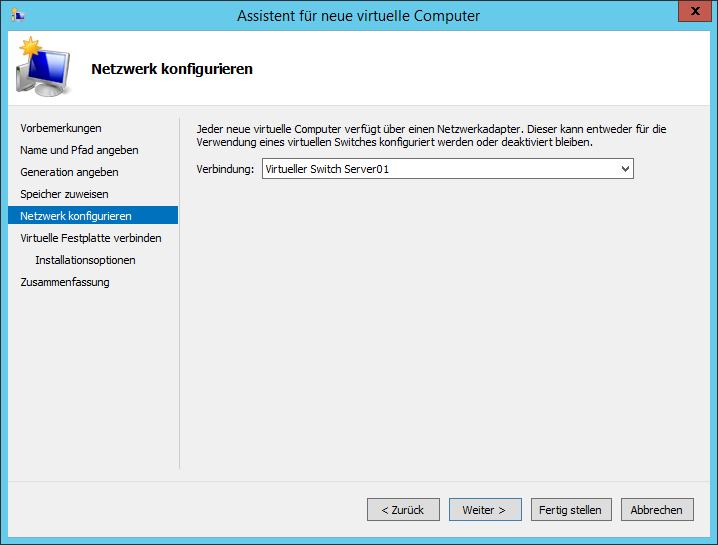 Assistent für neue virtuelle Computer
x
Netzwerk konfigurieren
Vorbemerkungen
Name und Pfad angeben
Generation angeben
Speicher zuweisen
Netzwerk konfigurieren
Virtuelle Festplatte verbinden
Installationsoptionen
Zusammenfassung
Jeder neue virtuelle Computer verfügt über einen Netzwerkadapter. Dieser kann entweder für die
Verwendung eines virtuellen Switches konfiguriert werden oder deaktiviert bleiben.
Verbindung: Virtueller Switch Server01
< Zurück Weiter > Fertig stellen Abbrechen